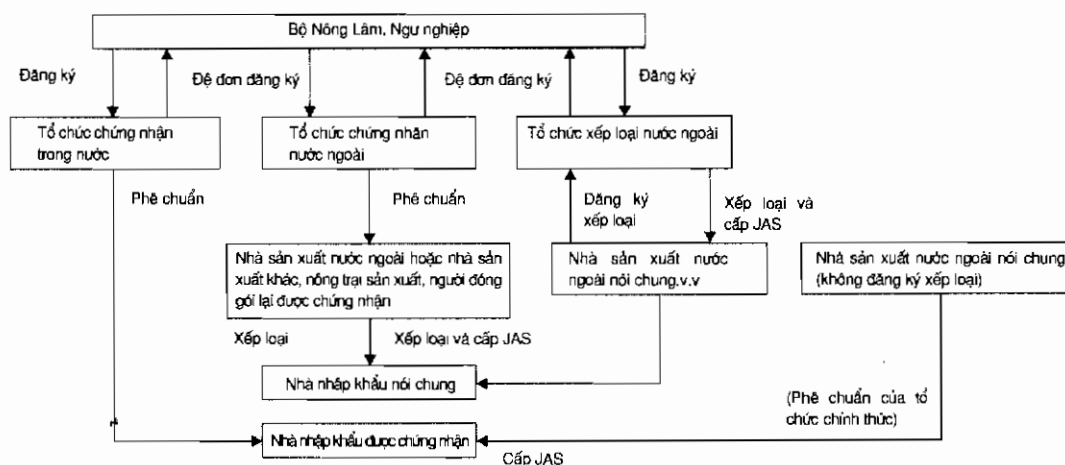 Bộ Nông Lâm, Ngư nghiệp
Đăng ký
Đệ đơn đăng ký
Đệ đơn đăng ký
Đăng ký
Tổ chức chứng nhận
trong nước
Tổ chức chứng nhân
nước ngoài
Tổ chức xếp loại nước ngoài
Phê chuẩn
Phê chuẩn
Đăng ký
xếp loại
Xếp loại và
cấp JAS
Nhà sản xuất nước ngoài hoặc nhà sản
xuất khác, nông trại sản xuất, người đóng
gói lại được chứng nhận
Nhà sản xuất nước
ngoài nói chung.v.v
Nhà sản xuất nước ngoài nói chung
(không đăng ký xếp loại)
Xếp loại
Xếp loại và cấp JAS
Nhà nhập khẩu nói chung
(Phê chuẩn của tổ
chức chính thức)
Nhà nhập khẩu được chứng nhận
Cấp JAS